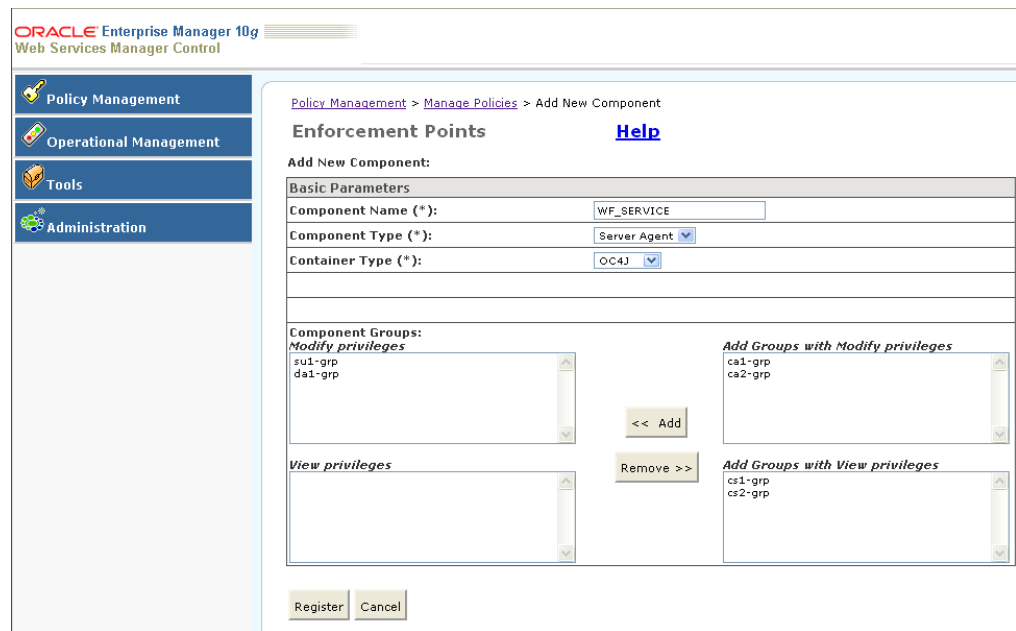 ORACLE Enterprise Manager 10g
Web Services Manager Control
Policy Management
Operational Management
Tools
Administration
Policy Management > Manage Policies > Add New Component
Enforcement Points Help
Add New Component:
Basic Parameters
Component Name (*): WF_SERVICE
Component Type (*): Server Agent
Container Type (*): OC4J
Component Groups:
Modify privileges
su1-grp
da1-grp
<< Add
Remove >>
Add Groups with Modify privileges
ca1-grp
ca2-grp
View privileges
Add Groups with View privileges
cs1-grp
cs2-grp
Register Cancel